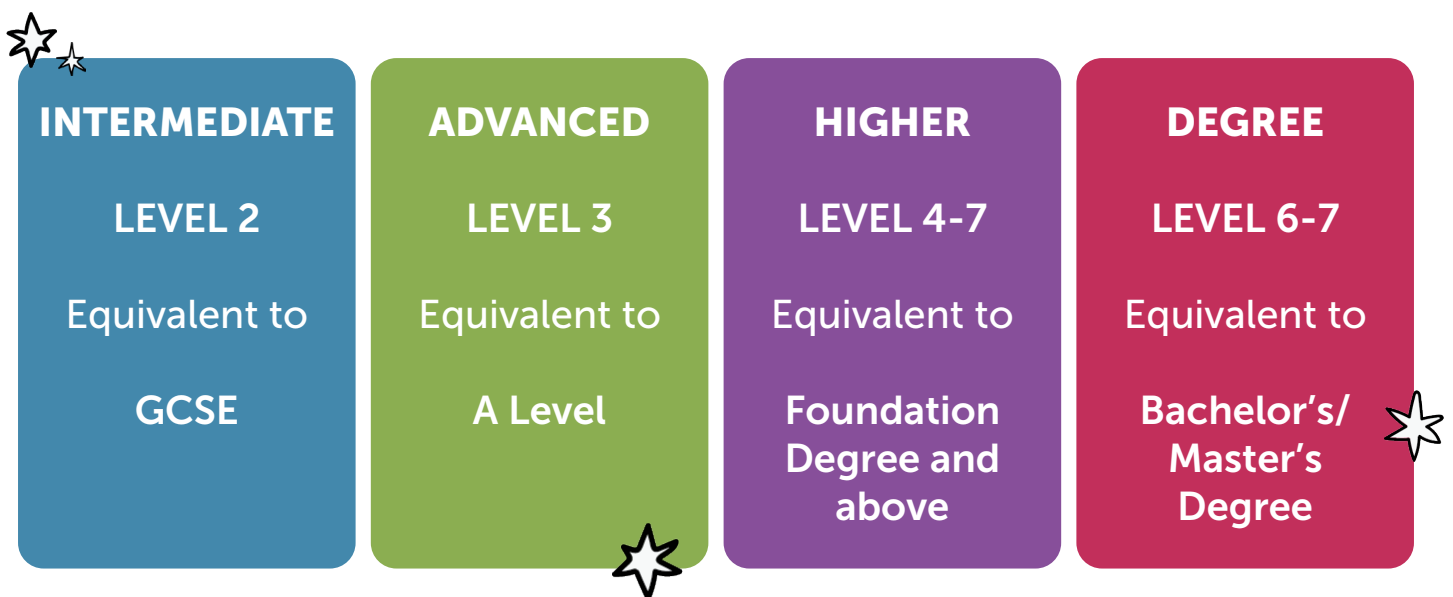 INTERMEDIATE
LEVEL 2
Equivalent to
GCSE
ADVANCED
LEVEL 3
Equivalent to
A Level
HIGHER
LEVEL 4-7
Equivalent to
Foundation
Degree and
above
DEGREE
LEVEL 6-7
Equivalent to
Bachelor’s/
Master’s
Degree